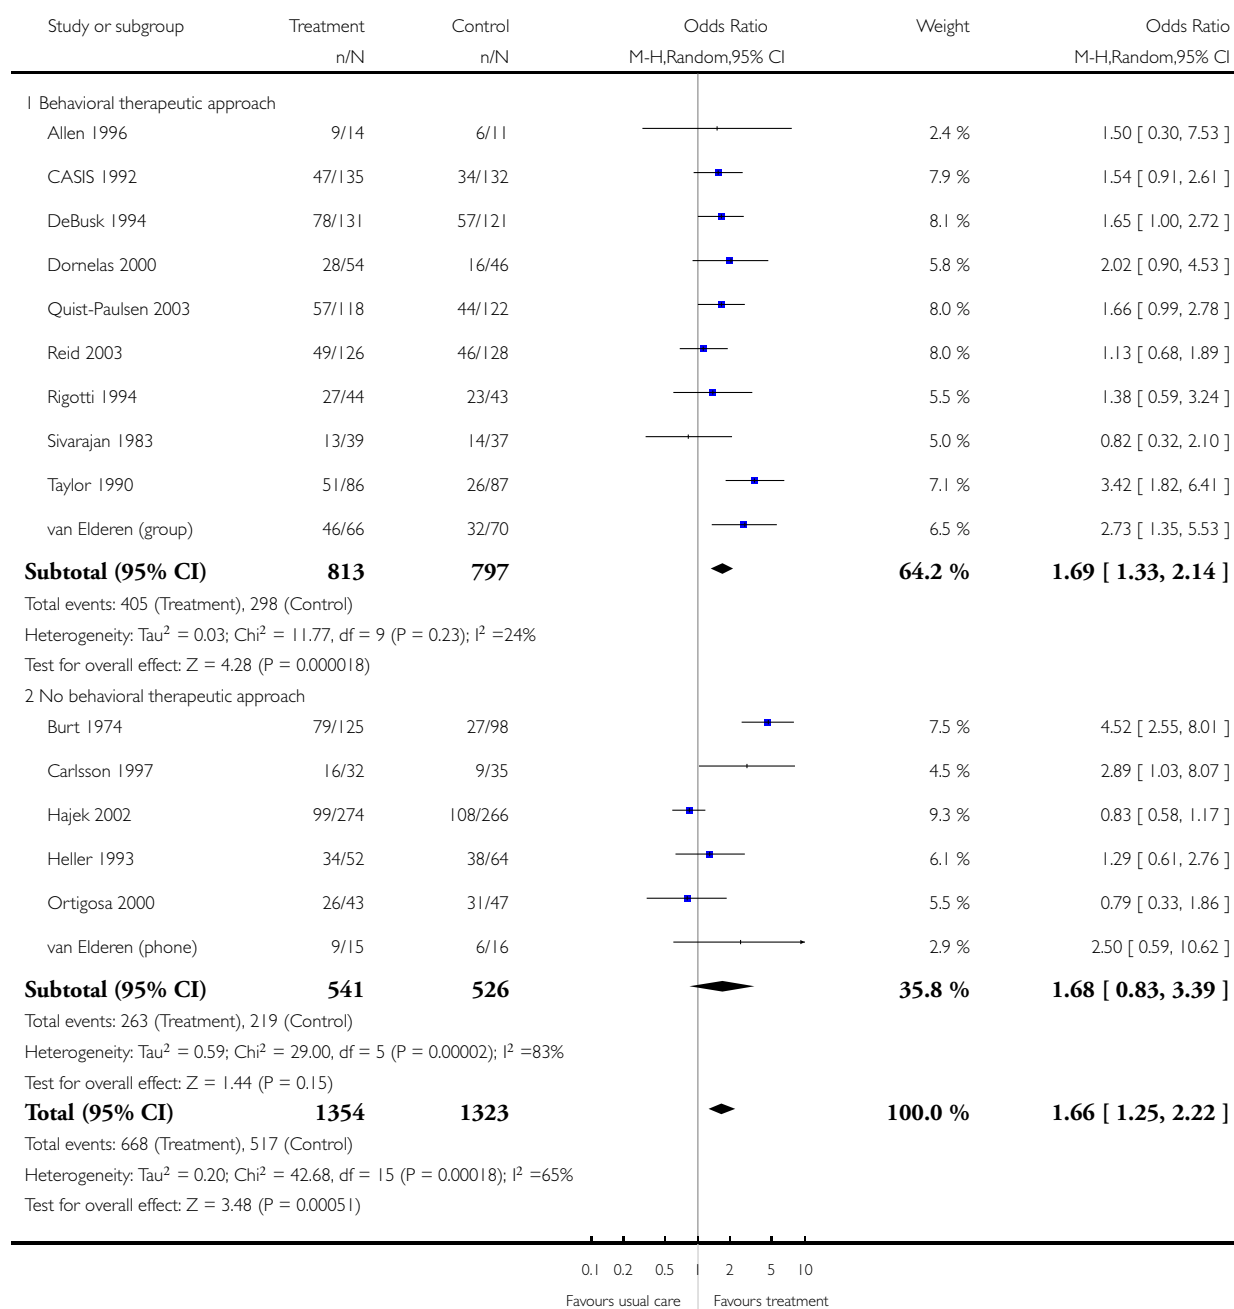 Study or subgroup Treatment Control Odds Ratio Weight Odds Ratio
n/N n/N M-H,Random,95% CI M-H,Random,95% CI
1 Behavioral therapeutic approach
Allen 1996 9/14 6/11 2.4 % 1.50 [ 0.30, 7.53 ]
CASIS 1992 47/135 34/132 7.9 % 1.54 [ 0.91, 2.61 ]
DeBusk 1994 78/131 57/121 8.1 % 1.65 [ 1.00, 2.72 ]
Dornelas 2000 28/54 16/46 5.8 % 2.02 [ 0.90, 4.53 ]
Quist-Paulsen 2003 57/118 44/122 8.0 % 1.66 [ 0.99, 2.78 ]
Reid 2003 49/126 46/128 8.0 % 1.13 [ 0.68, 1.89 ]
Rigotti 1994 27/44 23/43 5.5 % 1.38 [ 0.59, 3.24 ]
Sivarajan 1983 13/39 14/37 5.0 % 0.82 [ 0.32, 2.10 ]
Taylor 1990 51/86 26/87 7.1 % 3.42 [ 1.82, 6.41 ]
van Elderen (group) 46/66 32/70 6.5 % 2.73 [ 1.35, 5.53 ]
Subtotal (95% CI) 813 797 64.2 % 1.69 [ 1.33, 2.14 ]
Total events: 405 (Treatment), 298 (Control)
Heterogeneity: Tau² = 0.03; Chi² = 11.77, df = 9 (P = 0.23); I² =24%
Test for overall effect: Z = 4.28 (P = 0.000018)
2 No behavioral therapeutic approach
Burt 1974 79/125 27/98 7.5 % 4.52 [ 2.55, 8.01 ]
Carlsson 1997 16/32 9/35 4.5 % 2.89 [ 1.03, 8.07 ]
Hajek 2002 99/274 108/266 9.3 % 0.83 [ 0.58, 1.17 ]
Heller 1993 34/52 38/64 6.1 % 1.29 [ 0.61, 2.76 ]
Ortigosa 2000 26/43 31/47 5.5 % 0.79 [ 0.33, 1.86 ]
van Elderen (phone) 9/15 6/16 2.9 % 2.50 [ 0.59, 10.62 ]
Subtotal (95% CI) 541 526 35.8 % 1.68 [ 0.83, 3.39 ]
Total events: 263 (Treatment), 219 (Control)
Heterogeneity: Tau² = 0.59; Chi² = 29.00, df = 5 (P = 0.00002); I² =83%
Test for overall effect: Z = 1.44 (P = 0.15)
Total (95% CI) 1354 1323 100.0 % 1.66 [ 1.25, 2.22 ]
Total events: 668 (Treatment), 517 (Control)
Heterogeneity: Tau² = 0.20; Chi² = 42.68, df = 15 (P = 0.00018); I² =65%
Test for overall effect: Z = 3.48 (P = 0.00051)
0.1 0.2 0.5 1 2 5 10
Favours usual care Favours treatment